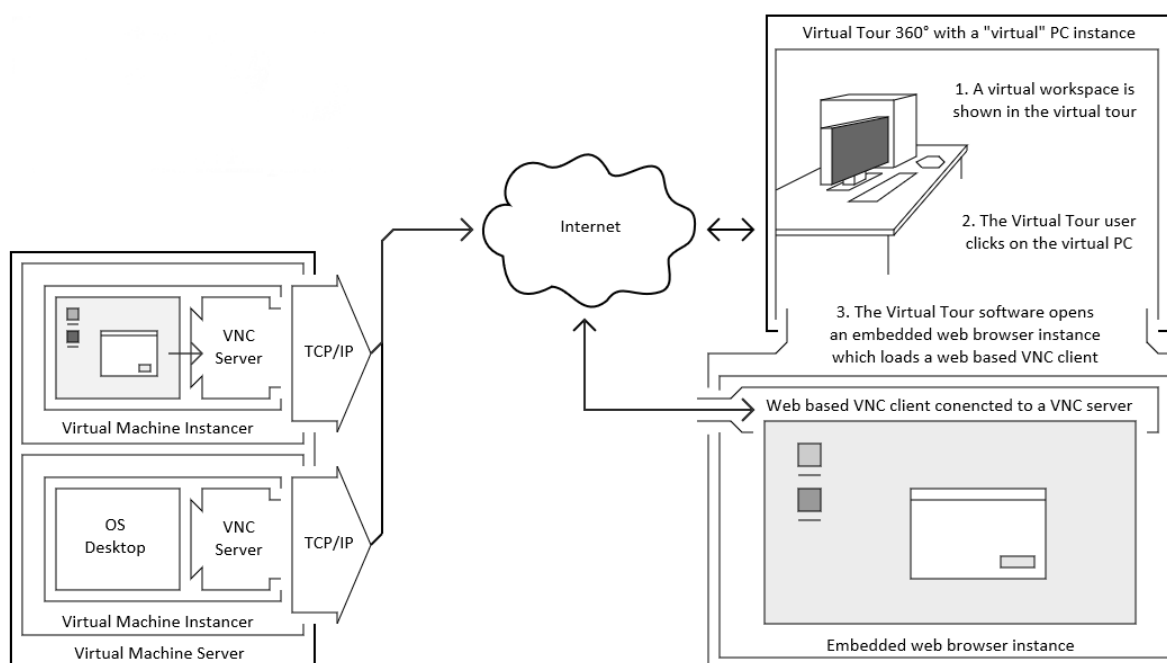 Virtual Tour 360° with a "virtual" PC instance
1. A virtual workspace is
shown in the virtual tour
2. The Virtual Tour user
clicks on the virtual PC
3. The Virtual Tour software opens
an embedded web browser instance
which loads a web based VNC client
Internet
VNC
Server
TCP/IP
Virtual Machine Instancer
OS
Desktop
VNC
Server
TCP/IP
Virtual Machine Instancer
Virtual Machine Server
Web based VNC client conencted to a VNC server
Embedded web browser instance